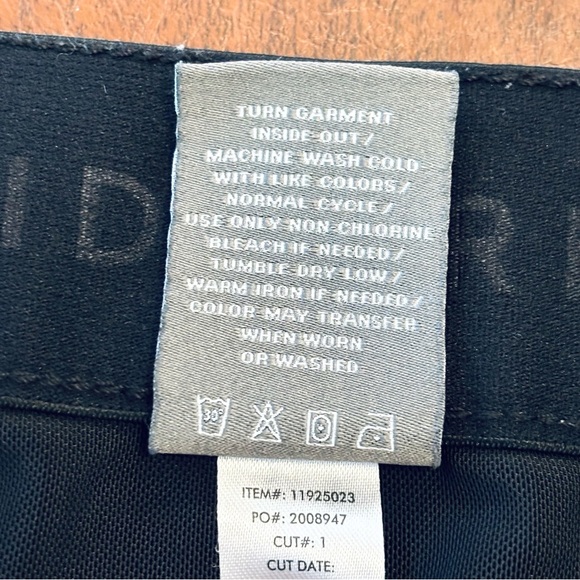 TURN GARMENT
INSIDE-OUT /
MACHINE WASH COLD
WITH LIKE COLORS /
NORMAL CYCLE /
USE ONLY NON-CHLORINE
BLEACH IF NEEDED /
TUMBLE DRY LOW /
WARM IRON IF NEEDED /
COLOR MAY TRANSFER
WHEN WORN
OR WASHED
30°
ITEM#: 11925023
PO#: 2008947
CUT#: 1
CUT DATE: